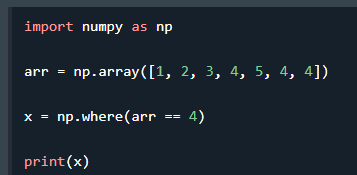 import numpy as np
arr = np.array([1, 2, 3, 4, 5, 4, 4])
x = np.where(arr == 4)
print(x)